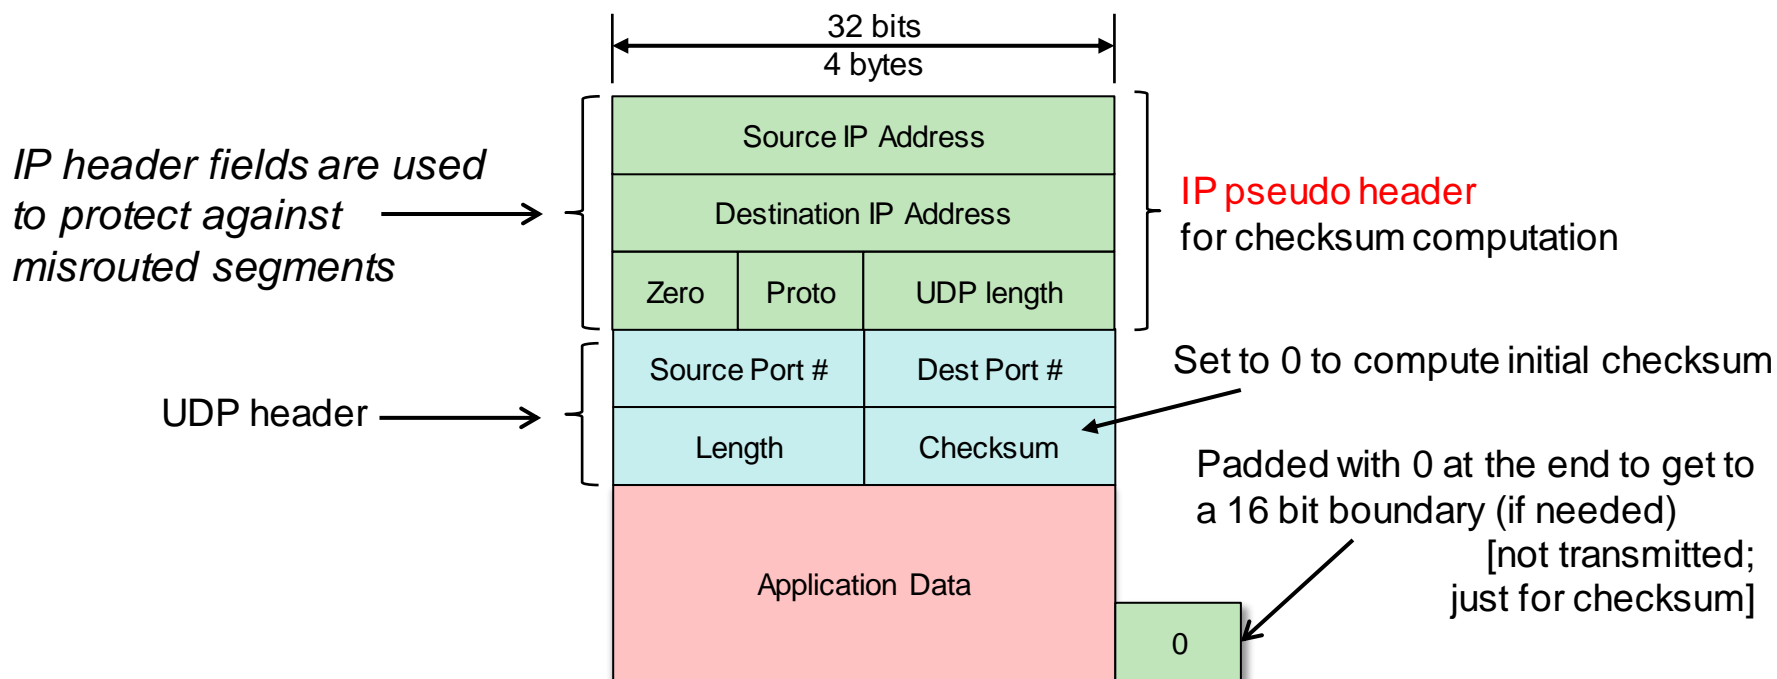 32 bits
4 bytes
IP header fields are used
to protect against
misrouted segments
Source IP Address
Destination IP Address
Zero
Proto
UDP length
IP pseudo header
for checksum computation
UDP header
Source Port #
Dest Port #
Length
Checksum
Set to 0 to compute initial checksum
Application Data
Padded with 0 at the end to get to
a 16 bit boundary (if needed)
[not transmitted;
just for checksum]
0